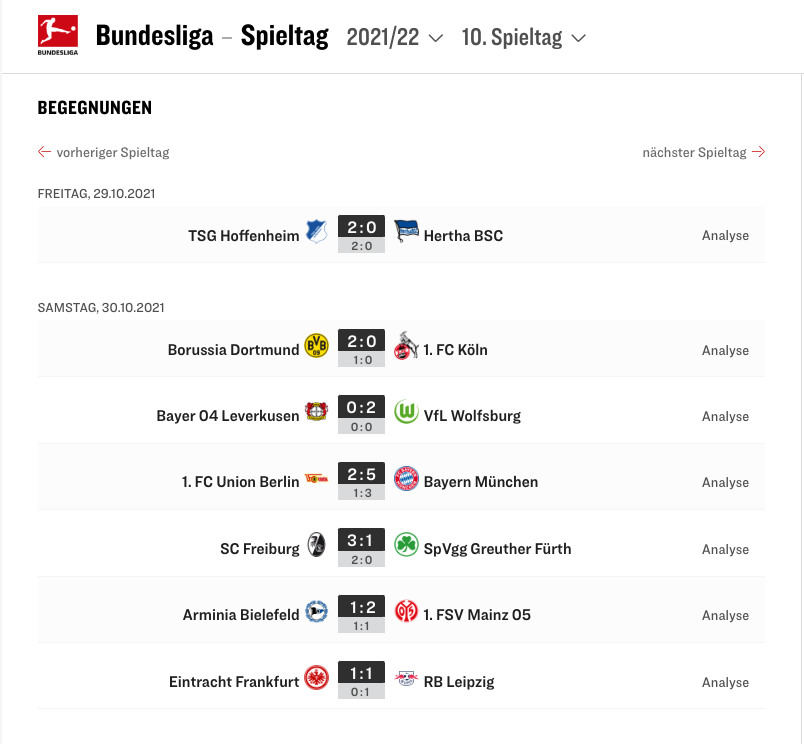 BUNDESLIGA
Bundesliga – Spieltag 2021/22 10. Spieltag
BEGEGNUNGEN
← vorheriger Spieltag nächster Spieltag →
FREITAG, 29.10.2021
TSG Hoffenheim 2:0 Hertha BSC Analyse
2:0
SAMSTAG, 30.10.2021
Borussia Dortmund BVB 09 2:0 1. FC Köln Analyse
1:0
Bayer 04 Leverkusen 0:2 VfL Wolfsburg Analyse
0:0
1. FC Union Berlin 2:5 Bayern München Analyse
1:3
SC Freiburg 3:1 SpVgg Greuther Fürth Analyse
2:0
Arminia Bielefeld 1:2 1. FSV Mainz 05 Analyse
1:1
Eintracht Frankfurt 1:1 RB Leipzig Analyse
0:1